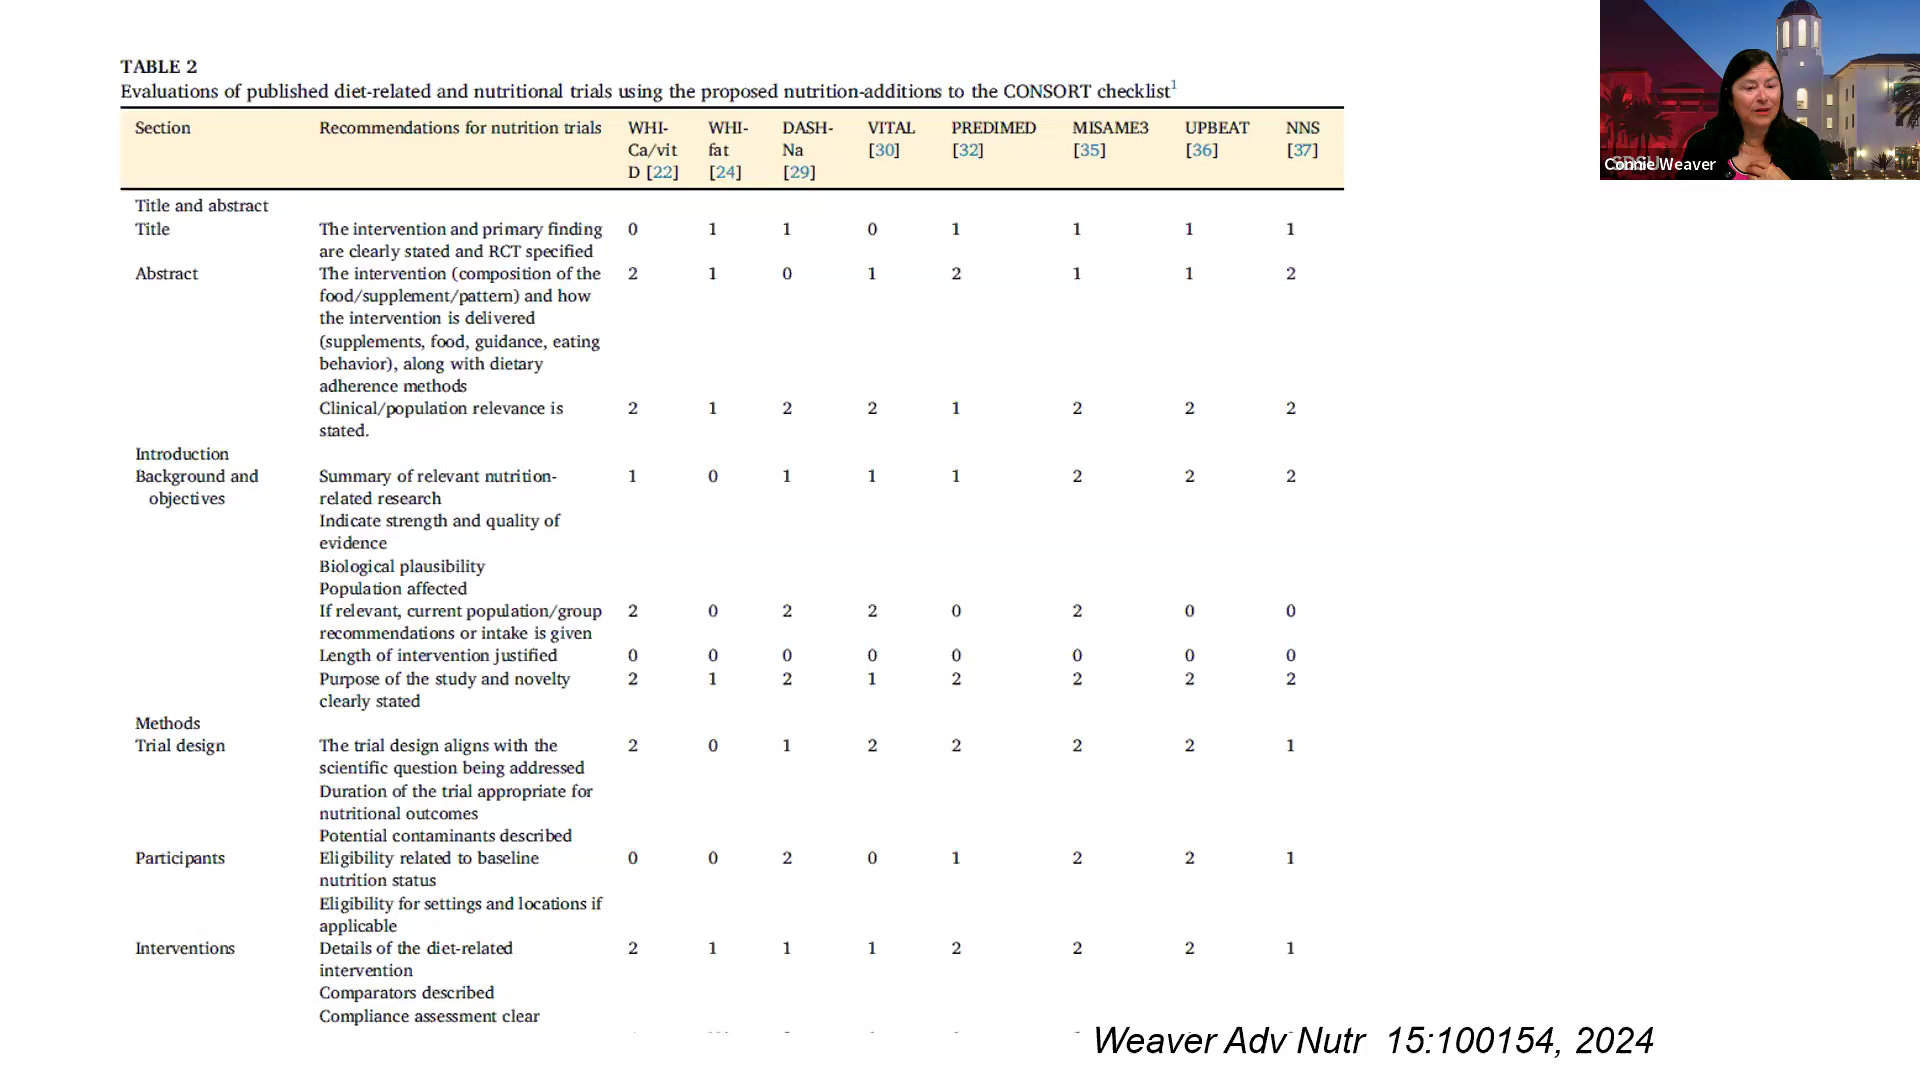 TABLE 2
Evaluations of published diet-related and nutritional trials using the proposed nutrition-additions to the CONSORT checklist1
Section Recommendations for nutrition trials WHI-Ca/vit D [22] WHI-fat [24] DASH-Na [29] VITAL [30] PREDIMED [32] MISAME3 [35] UPBEAT [36] NNS [37]
Title and abstract
Title The intervention and primary finding 0 1 1 0 1 1 1 1
are clearly stated and RCT specified
Abstract The intervention (composition of the 2 1 0 1 2 1 1 2
food/supplement/pattern) and how
the intervention is delivered
(supplements, food, guidance, eating
behavior), along with dietary
adherence methods
Clinical/population relevance is 2 1 2 2 1 2 2 2
stated.
Introduction
Background and Summary of relevant nutrition- 1 0 1 1 1 2 2 2
objectives related research
Indicate strength and quality of
evidence
Biological plausibility
Population affected
If relevant, current population/group 2 0 2 2 0 2 0 0
recommendations or intake is given
Length of intervention justified 0 0 0 0 0 0 0 0
Purpose of the study and novelty 2 1 2 1 2 2 2 2
clearly stated
Methods
Trial design The trial design aligns with the 2 0 1 2 2 2 2 1
scientific question being addressed
Duration of the trial appropriate for
nutritional outcomes
Potential contaminants described
Participants Eligibility related to baseline 0 0 2 0 1 2 2 1
nutrition status
Eligibility for settings and locations if
applicable
Interventions Details of the diet-related 2 1 1 1 2 2 2 1
intervention
Comparators described
Compliance assessment clear
Weaver Adv Nutr 15:100154, 2024
Connie Weaver